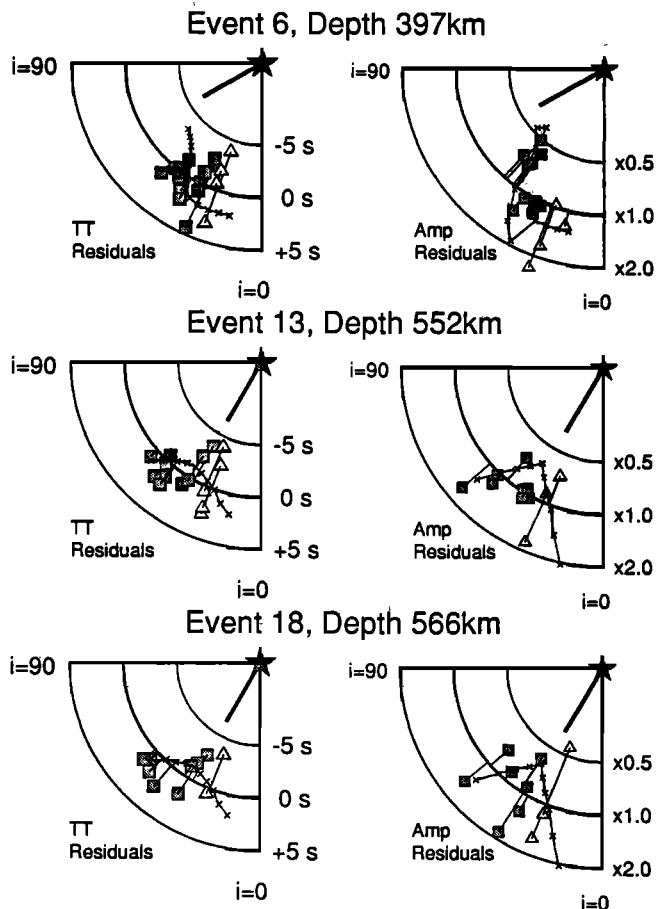 Event 6, Depth 397km
i=90
-5 s
0 s
+5 s
TT
Residuals
i=0
i=90
x0.5
x1.0
x2.0
Amp
Residuals
i=0
Event 13, Depth 552km
i=90
-5 s
0 s
+5 s
TT
Residuals
i=0
i=90
x0.5
x1.0
x2.0
Amp
Residuals
i=0
Event 18, Depth 566km
i=90
-5 s
0 s
+5 s
TT
Residuals
i=0
i=90
x0.5
x1.0
x2.0
Amp
Residuals
i=0